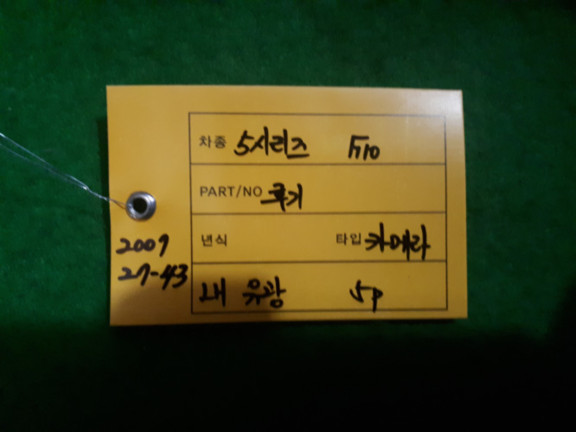 차종 5시리즈 F10
PART/NO 후기
년식 타입 카메라
내 유광 5P
2007
27-43